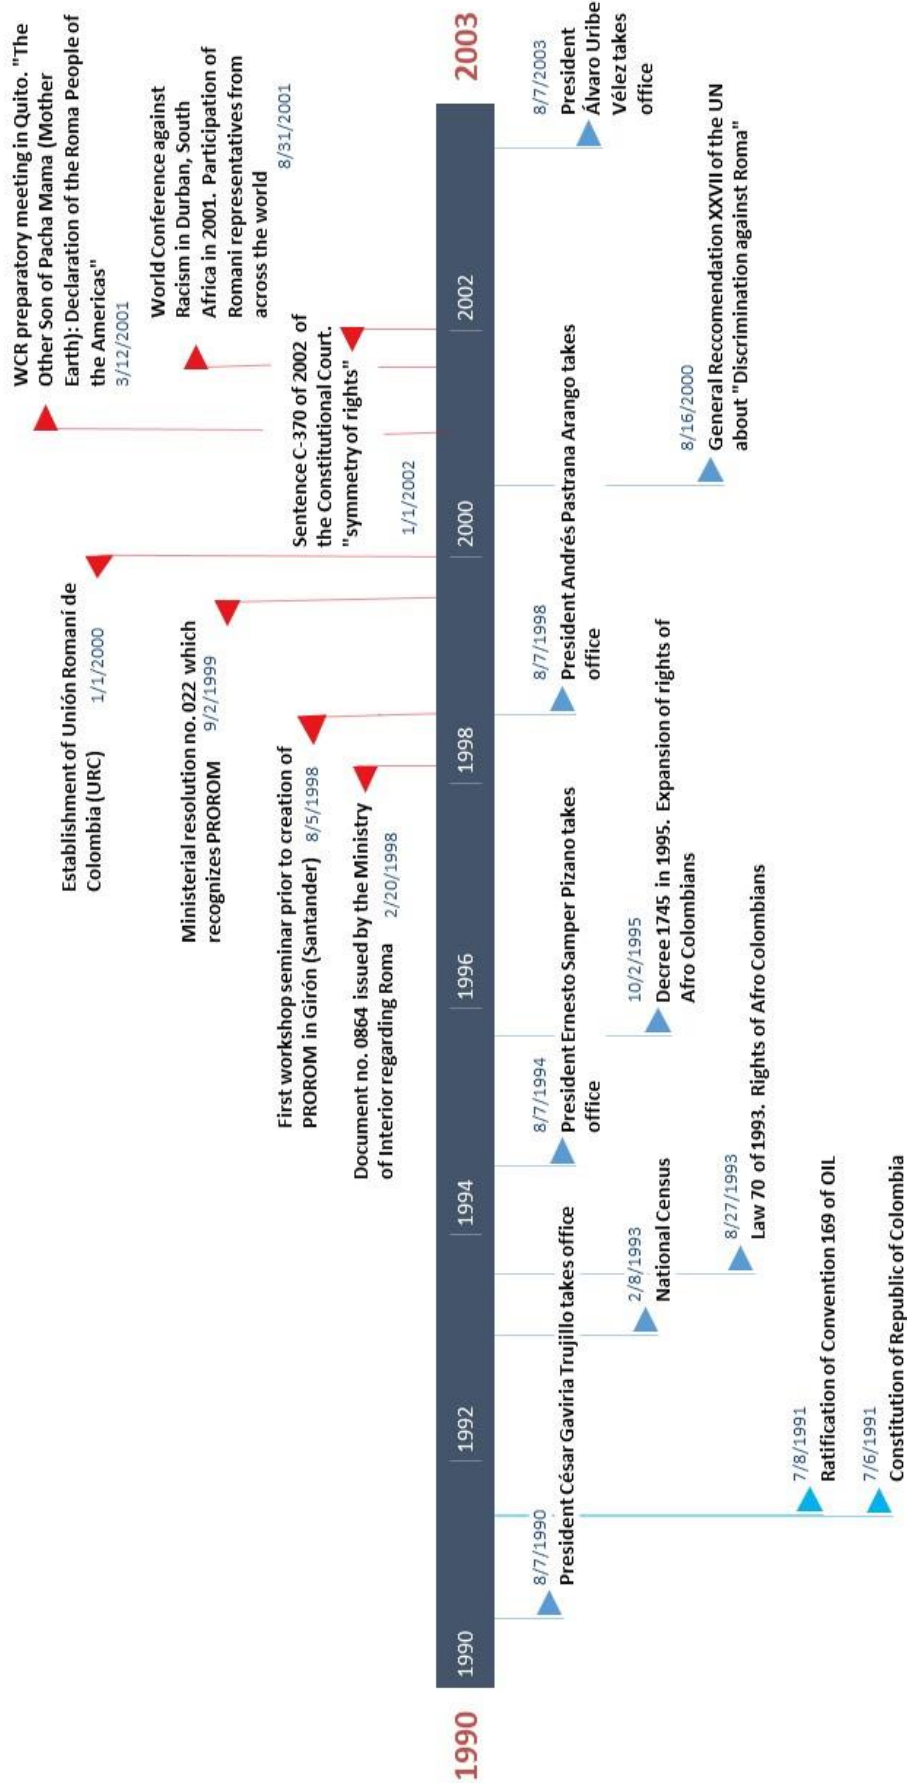 WCR preparatory meeting in Quito. "The
Other Son of Pacha Mama (Mother
Earth): Declaration of the Roma People of
the Americas"
3/12/2001
World Conference against
Racism in Durban, South
Africa in 2001. Participation of
Romani representatives from
across the world
8/31/2001
Establishment of Unión Romaní de
Colombia (URC) 1/1/2000
Ministerial resolution no. 022 which
recognizes PROROM 9/2/1999
First workshop seminar prior to creation of
PROROM in Girón (Santander) 8/5/1998
Document no. 0864 issued by the Ministry
of Interior regarding Roma 2/20/1998
Sentence C-370 of 2002 of
the Constitutional Court.
"symmetry of rights"
1/1/2002
1990 1990 1992 1994 1996 1998 2000 2002 2003
8/7/1990
President César Gaviria Trujillo takes office
8/7/1994
President Ernesto Samper Pizano takes
office
8/7/1998
President Andrés Pastrana Arango takes
office
8/7/2003
President
Álvaro Uribe
Vélez takes
office
2/8/1993
National Census
10/2/1995
Decree 1745 in 1995. Expansion of rights of
Afro Colombians
8/16/2000
General Reccomendation XXVII of the UN
about "Discrimination against Roma"
8/27/1993
Law 70 of 1993. Rights of Afro Colombians
7/8/1991
Ratification of Convention 169 of OIL
7/6/1991
Constitution of Republic of Colombia